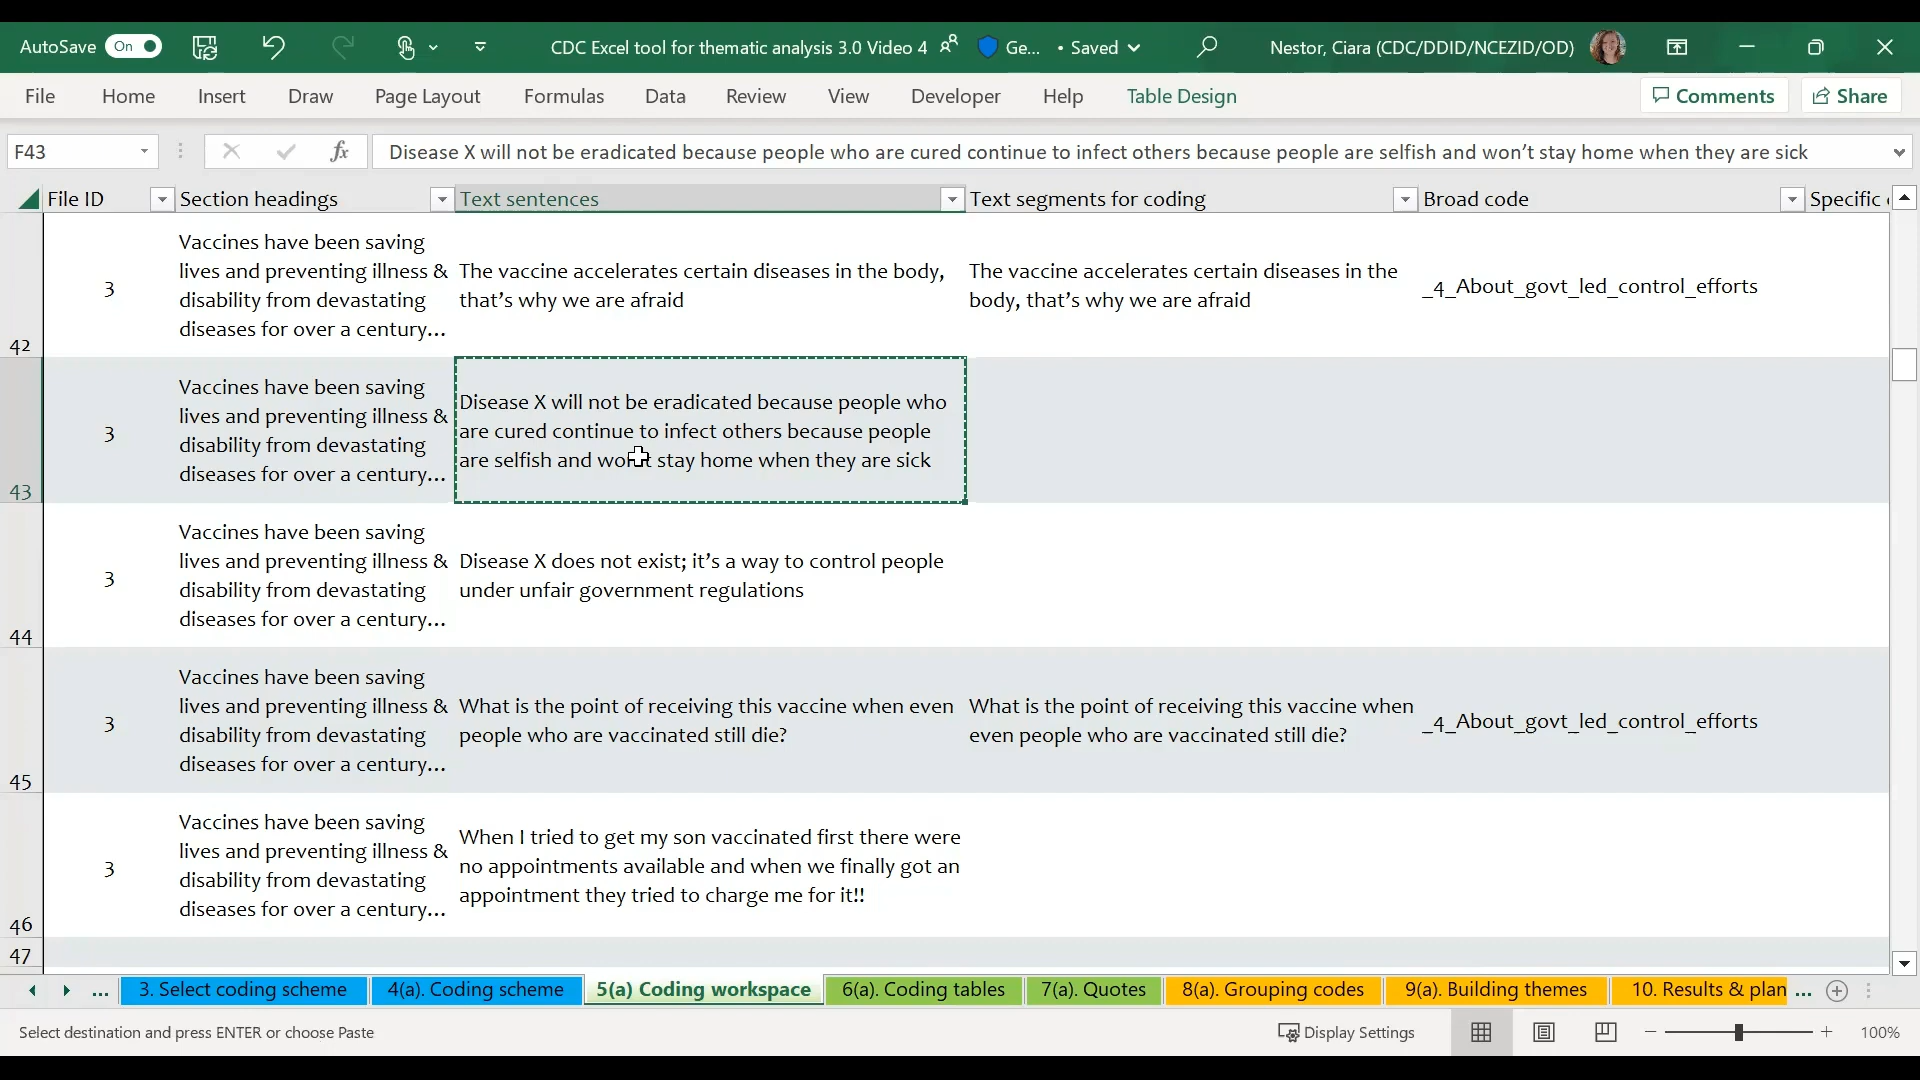 AutoSave On CDC Excel tool for thematic analysis 3.0 Video 4 Ge... • Saved Nestor, Ciara (CDC/DDID/NCEZID/OD)
File Home Insert Draw Page Layout Formulas Data Review View Developer Help Table Design Comments Share
F43 fx Disease X will not be eradicated because people who are cured continue to infect others because people are selfish and won’t stay home when they are sick
File ID Section headings Text sentences Text segments for coding Broad code Specific
42
3
Vaccines have been saving
lives and preventing illness &
disability from devastating
diseases for over a century...
The vaccine accelerates certain diseases in the body,
that’s why we are afraid
The vaccine accelerates certain diseases in the
body, that’s why we are afraid
_4_About_govt_led_control_efforts
43
3
Vaccines have been saving
lives and preventing illness &
disability from devastating
diseases for over a century...
Disease X will not be eradicated because people who
are cured continue to infect others because people
are selfish and won’t stay home when they are sick
44
3
Vaccines have been saving
lives and preventing illness &
disability from devastating
diseases for over a century...
Disease X does not exist; it’s a way to control people
under unfair government regulations
45
3
Vaccines have been saving
lives and preventing illness &
disability from devastating
diseases for over a century...
What is the point of receiving this vaccine when even
people who are vaccinated still die?
What is the point of receiving this vaccine when
even people who are vaccinated still die?
_4_About_govt_led_control_efforts
46
3
Vaccines have been saving
lives and preventing illness &
disability from devastating
diseases for over a century...
When I tried to get my son vaccinated first there were
no appointments available and when we finally got an
appointment they tried to charge me for it!!
47
... 3. Select coding scheme 4(a). Coding scheme 5(a) Coding workspace 6(a). Coding tables 7(a). Quotes 8(a). Grouping codes 9(a). Building themes 10. Results & plan ...
Select destination and press ENTER or choose Paste Display Settings 100%